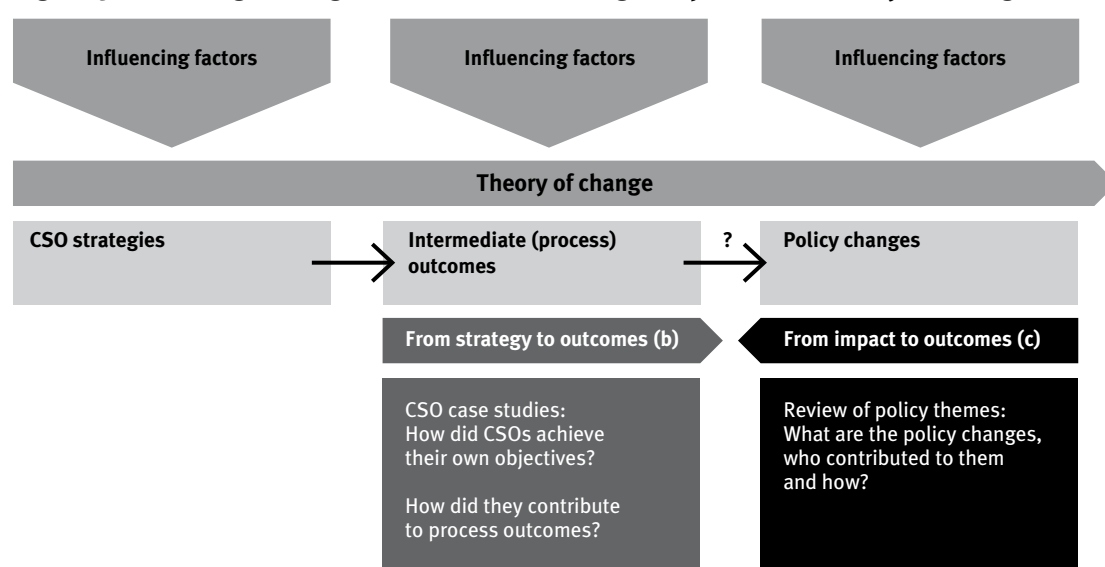 Influencing factors
Influencing factors
Influencing factors
Theory of change
CSO strategies
Intermediate (process)
outcomes
?
Policy changes
From strategy to outcomes (b)
From impact to outcomes (c)
CSO case studies:
How did CSOs achieve
their own objectives?
How did they contribute
to process outcomes?
Review of policy themes:
What are the policy changes,
who contributed to them
and how?